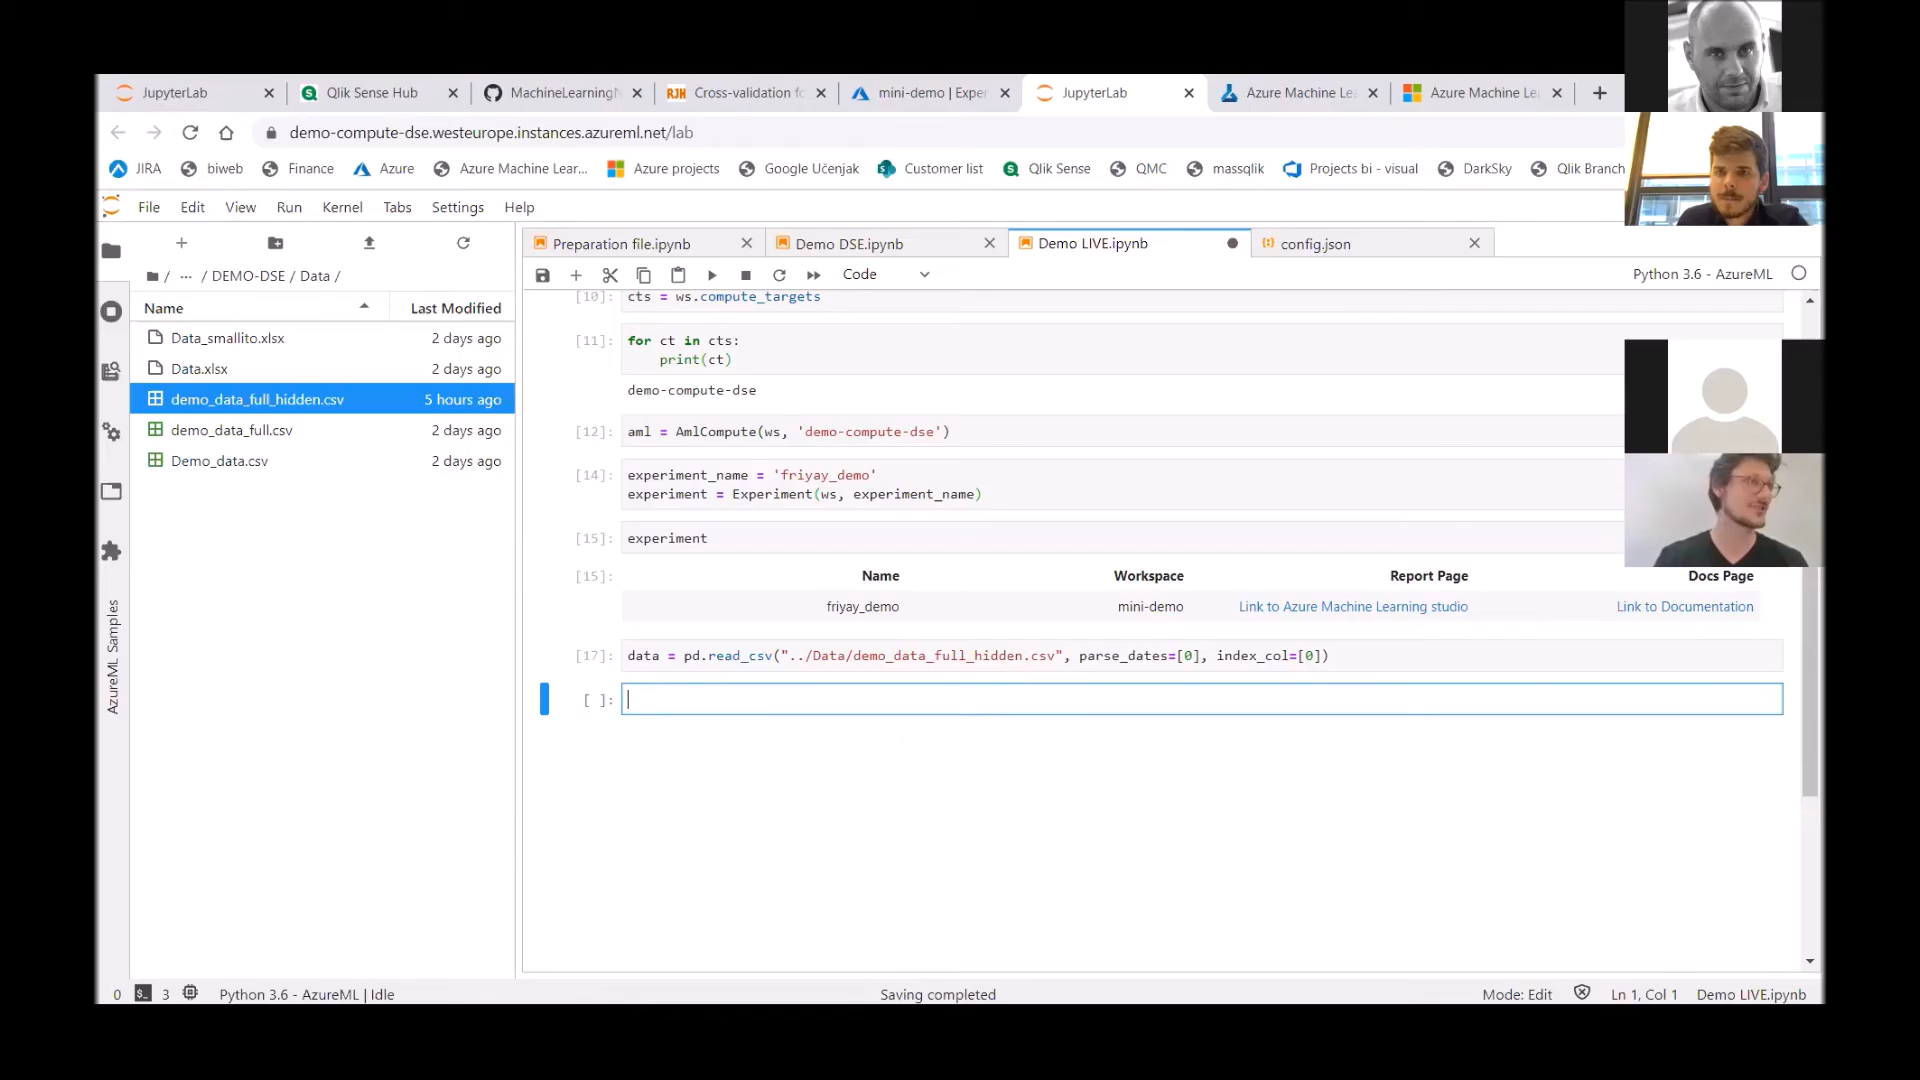 JupyterLab
Qlik Sense Hub
MachineLearningN
RJH Cross-validation fo
mini-demo | Exper
JupyterLab
Azure Machine Le
Azure Machine Le
demo-compute-dse.westeurope.instances.azureml.net/lab
JIRA biweb Finance Azure Azure Machine Lear... Azure projects Google Učenjak Customer list Qlik Sense QMC massqlik Projects bi - visual DarkSky Qlik Branch
File Edit View Run Kernel Tabs Settings Help
/ ... / DEMO-DSE / Data /
Name Last Modified
Data_smallito.xlsx 2 days ago
Data.xlsx 2 days ago
demo_data_full_hidden.csv 5 hours ago
demo_data_full.csv 2 days ago
Demo_data.csv 2 days ago
AzureML Samples
Preparation file.ipynb Demo DSE.ipynb Demo LIVE.ipynb config.json
Code Python 3.6 - AzureML
[10]: cts = ws.compute_targets
[11]: for ct in cts:
print(ct)
demo-compute-dse
[12]: aml = AmlCompute(ws, 'demo-compute-dse')
[14]: experiment_name = 'friyay_demo'
experiment = Experiment(ws, experiment_name)
[15]: experiment
[15]: Name Workspace Report Page Docs Page
friyay_demo mini-demo Link to Azure Machine Learning studio Link to Documentation
[17]: data = pd.read_csv("../Data/demo_data_full_hidden.csv", parse_dates=[0], index_col=[0])
[ ]:
0 $_ 3 Python 3.6 - AzureML | Idle Saving completed Mode: Edit Ln 1, Col 1 Demo LIVE.ipynb